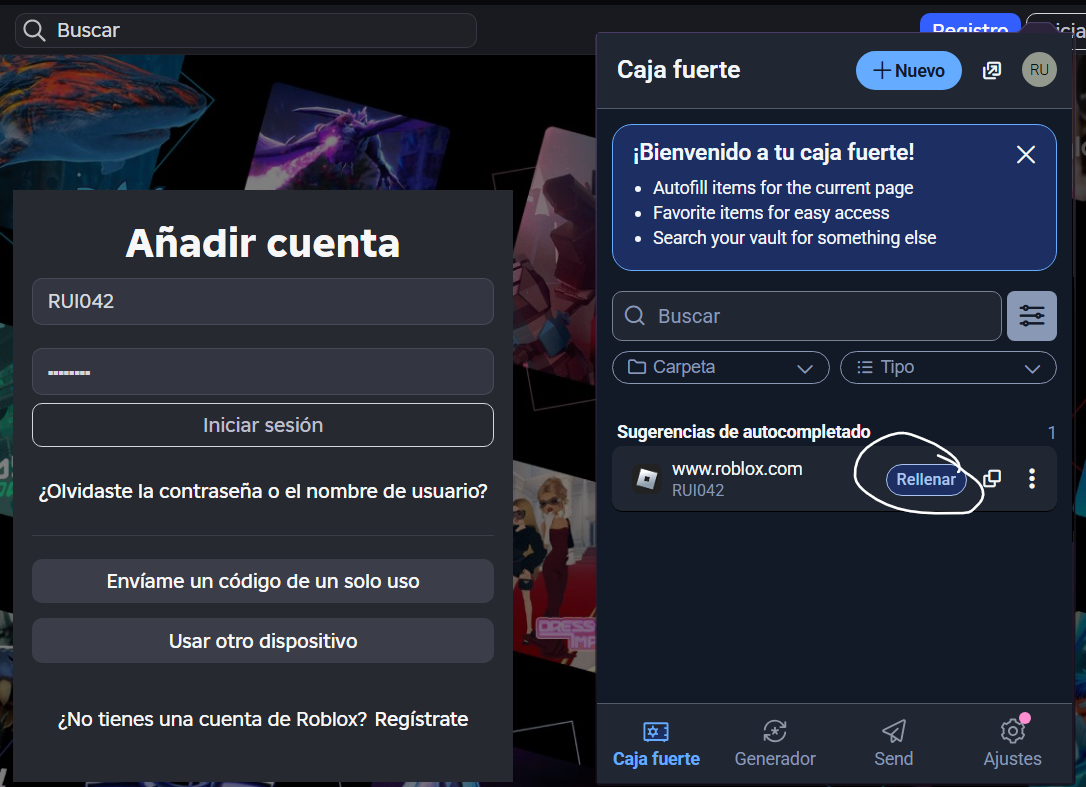 Buscar
Registro
Añadir cuenta
RUI042
Iniciar sesión
¿Olvidaste la contraseña o el nombre de usuario?
Envíame un código de un solo uso
Usar otro dispositivo
¿No tienes una cuenta de Roblox? Regístrate
Caja fuerte
Nuevo
RU
¡Bienvenido a tu caja fuerte!
Autofill items for the current page
Favorite items for easy access
Search your vault for something else
Buscar
Carpeta
Tipo
Sugerencias de autocompletado 1
www.roblox.com
RUI042
Rellenar
Caja fuerte
Generador
Send
Ajustes